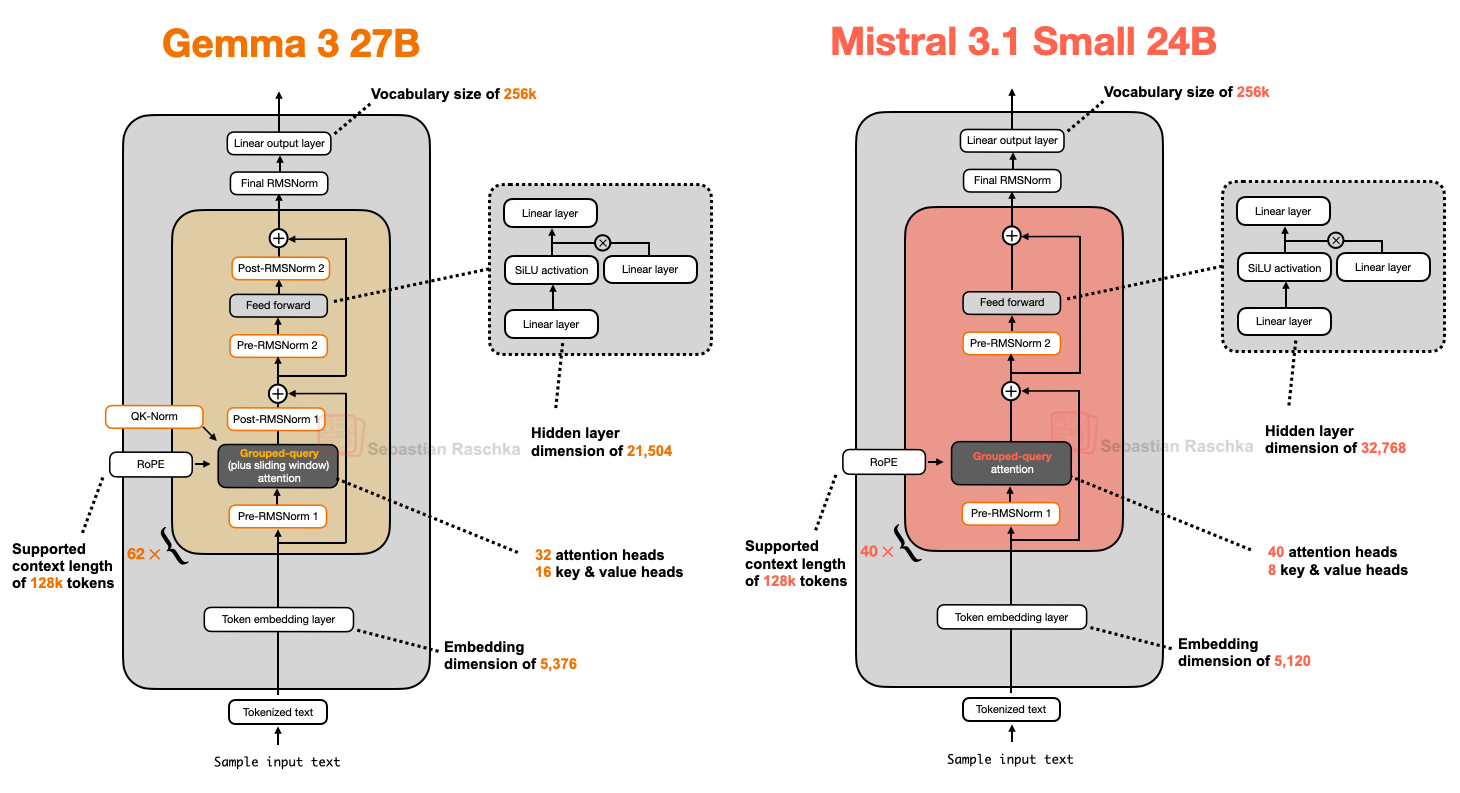 Gemma 3 27B
Vocabulary size of 256k
Linear output layer
Final RMSNorm
Post-RMSNorm 2
Feed forward
Pre-RMSNorm 2
Linear layer
SiLU activation
Linear layer
Linear layer
Hidden layer
dimension of 21,504
QK-Norm
Post-RMSNorm 1
RoPE
Grouped-query
(plus sliding window)
attention
Pre-RMSNorm 1
Sebastian Raschka
Supported
context length
of 128k tokens
62 ×
32 attention heads
16 key & value heads
Token embedding layer
Embedding
dimension of 5,376
Tokenized text
Sample input text
Mistral 3.1 Small 24B
Vocabulary size of 256k
Linear output layer
Final RMSNorm
Feed forward
Pre-RMSNorm 2
Linear layer
SiLU activation
Linear layer
Linear layer
Hidden layer
dimension of 32,768
RoPE
Grouped-query
attention
Pre-RMSNorm 1
Sebastian Raschka
Supported
context length
of 128k tokens
40 ×
40 attention heads
8 key & value heads
Token embedding layer
Embedding
dimension of 5,120
Tokenized text
Sample input text